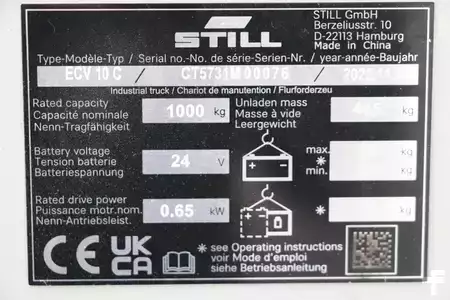 STILL
STILL GmbH
Berzeliusstr. 10
D-22113 Hamburg
Made in China
Type-Modèle-Typ / Serial no.-No. de série-Serien-Nr. / year-année-Baujahr
ECV 10 C / CT5731M00076 /
Industrial truck / Chariot de manutention / Flurförderzeug
Rated capacity
Capacité nominale
Nenn-Tragfähigkeit
1000 kg
Unladen mass
Masse à vide
Leergewicht
kg
Battery voltage
Tension batterie
Batteriespannung
24 V
max.
*
min.
kg
kg
Rated drive power
Puissance motr.nom.
Nenn-Antriebsleist.
0.65 kW
* kg
CE UK
CA
* see Operating instructions
voir Mode d'emploi
siehe Betriebsanleitung